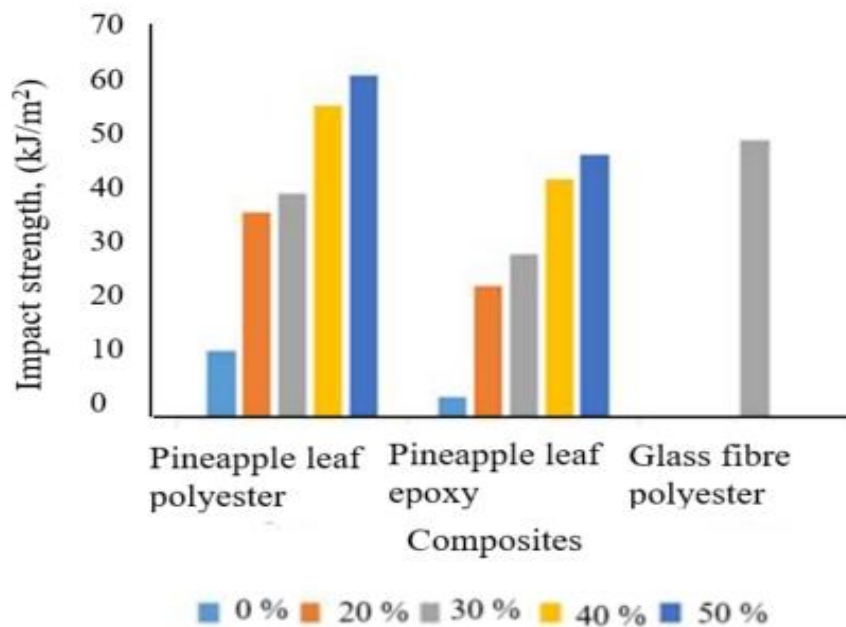 70
60
50
40
30
20
10
0
Impact strength, (kJ/m²)
Pineapple leaf polyester
Pineapple leaf epoxy
Glass fibre polyester
Composites
0 % 20 % 30 % 40 % 50 %